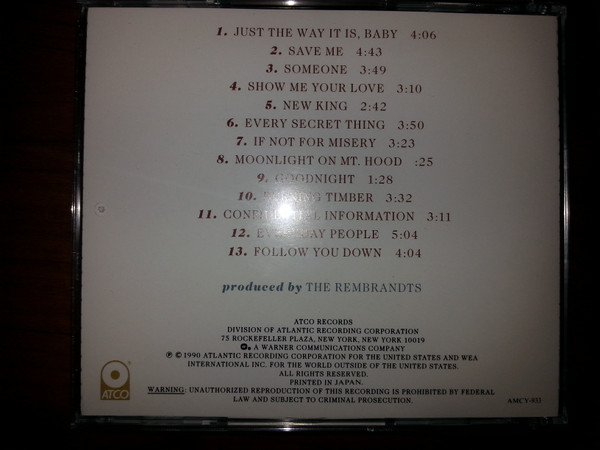 1. JUST THE WAY IT IS, BABY 4:06
2. SAVE ME 4:43
3. SOMEONE 3:49
4. SHOW ME YOUR LOVE 3:10
5. NEW KING 2:42
6. EVERY SECRET THING 3:50
7. IF NOT FOR MISERY 3:23
8. MOONLIGHT ON MT. HOOD :25
9. GOODNIGHT 1:28
10. BURNING TIMBER 3:32
11. CONFIDENTIAL INFORMATION 3:11
12. EVERYDAY PEOPLE 5:04
13. FOLLOW YOU DOWN 4:04
produced by THE REMBRANDTS
ATCO RECORDS
DIVISION OF ATLANTIC RECORDING CORPORATION
75 ROCKEFELLER PLAZA, NEW YORK, NEW YORK 10019
A WARNER COMMUNICATIONS COMPANY
℗ © 1990 ATLANTIC RECORDING CORPORATION FOR THE UNITED STATES AND WEA
INTERNATIONAL INC. FOR THE WORLD OUTSIDE OF THE UNITED STATES.
ALL RIGHTS RESERVED.
PRINTED IN JAPAN.
WARNING: UNAUTHORIZED REPRODUCTION OF THIS RECORDING IS PROHIBITED BY FEDERAL
LAW AND SUBJECT TO CRIMINAL PROSECUTION.
ATCO
AMCY-933